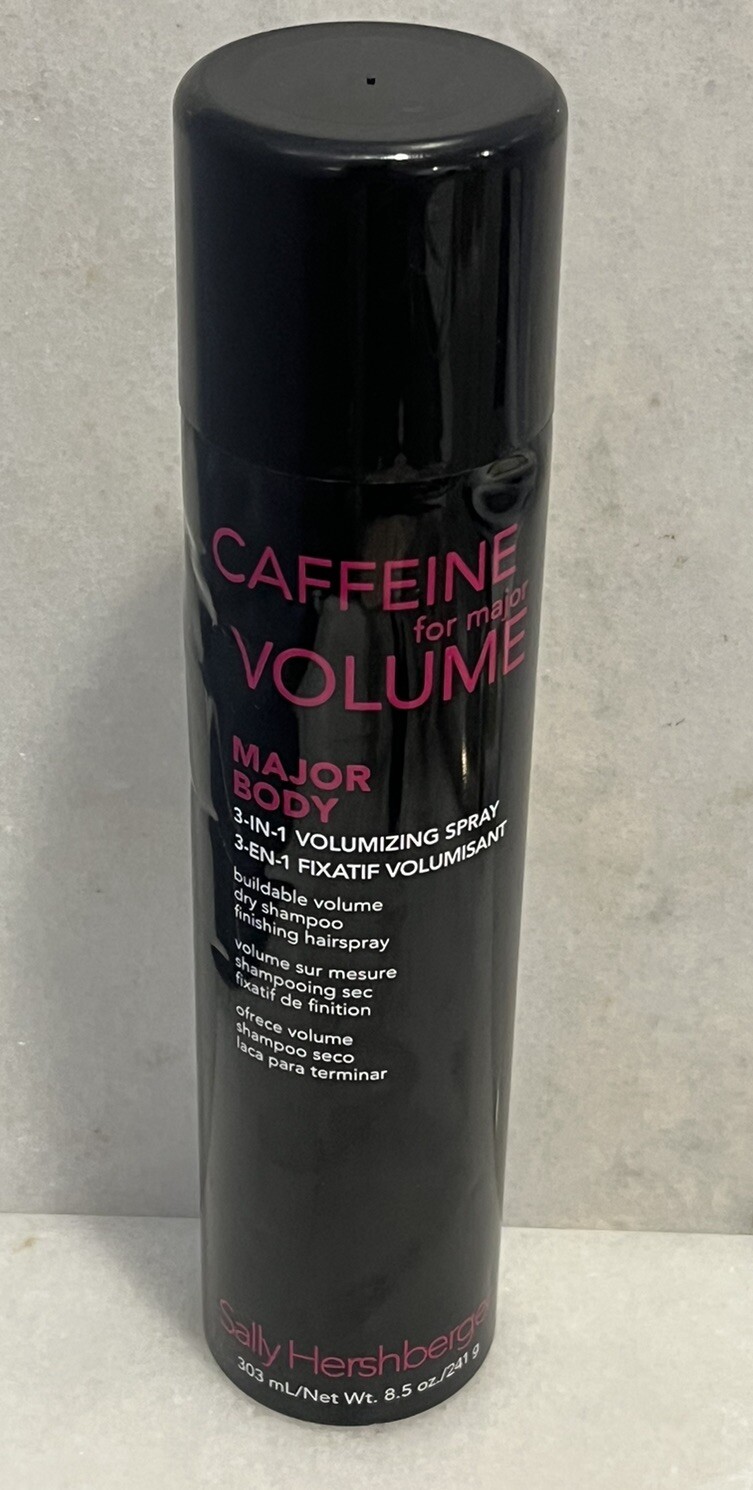 CAFFEINE
for major
VOLUME
MAJOR
BODY
3-IN-1 VOLUMIZING SPRAY
3-EN-1 FIXATIF VOLUMISANT
buildable volume
dry shampoo
finishing hairspray
volume sur mesure
shampooing sec
fixatif de finition
ofrece volume
shampoo seco
laca para terminar
Sally Hershberger
303 mL/Net Wt. 8.5 oz./241 g